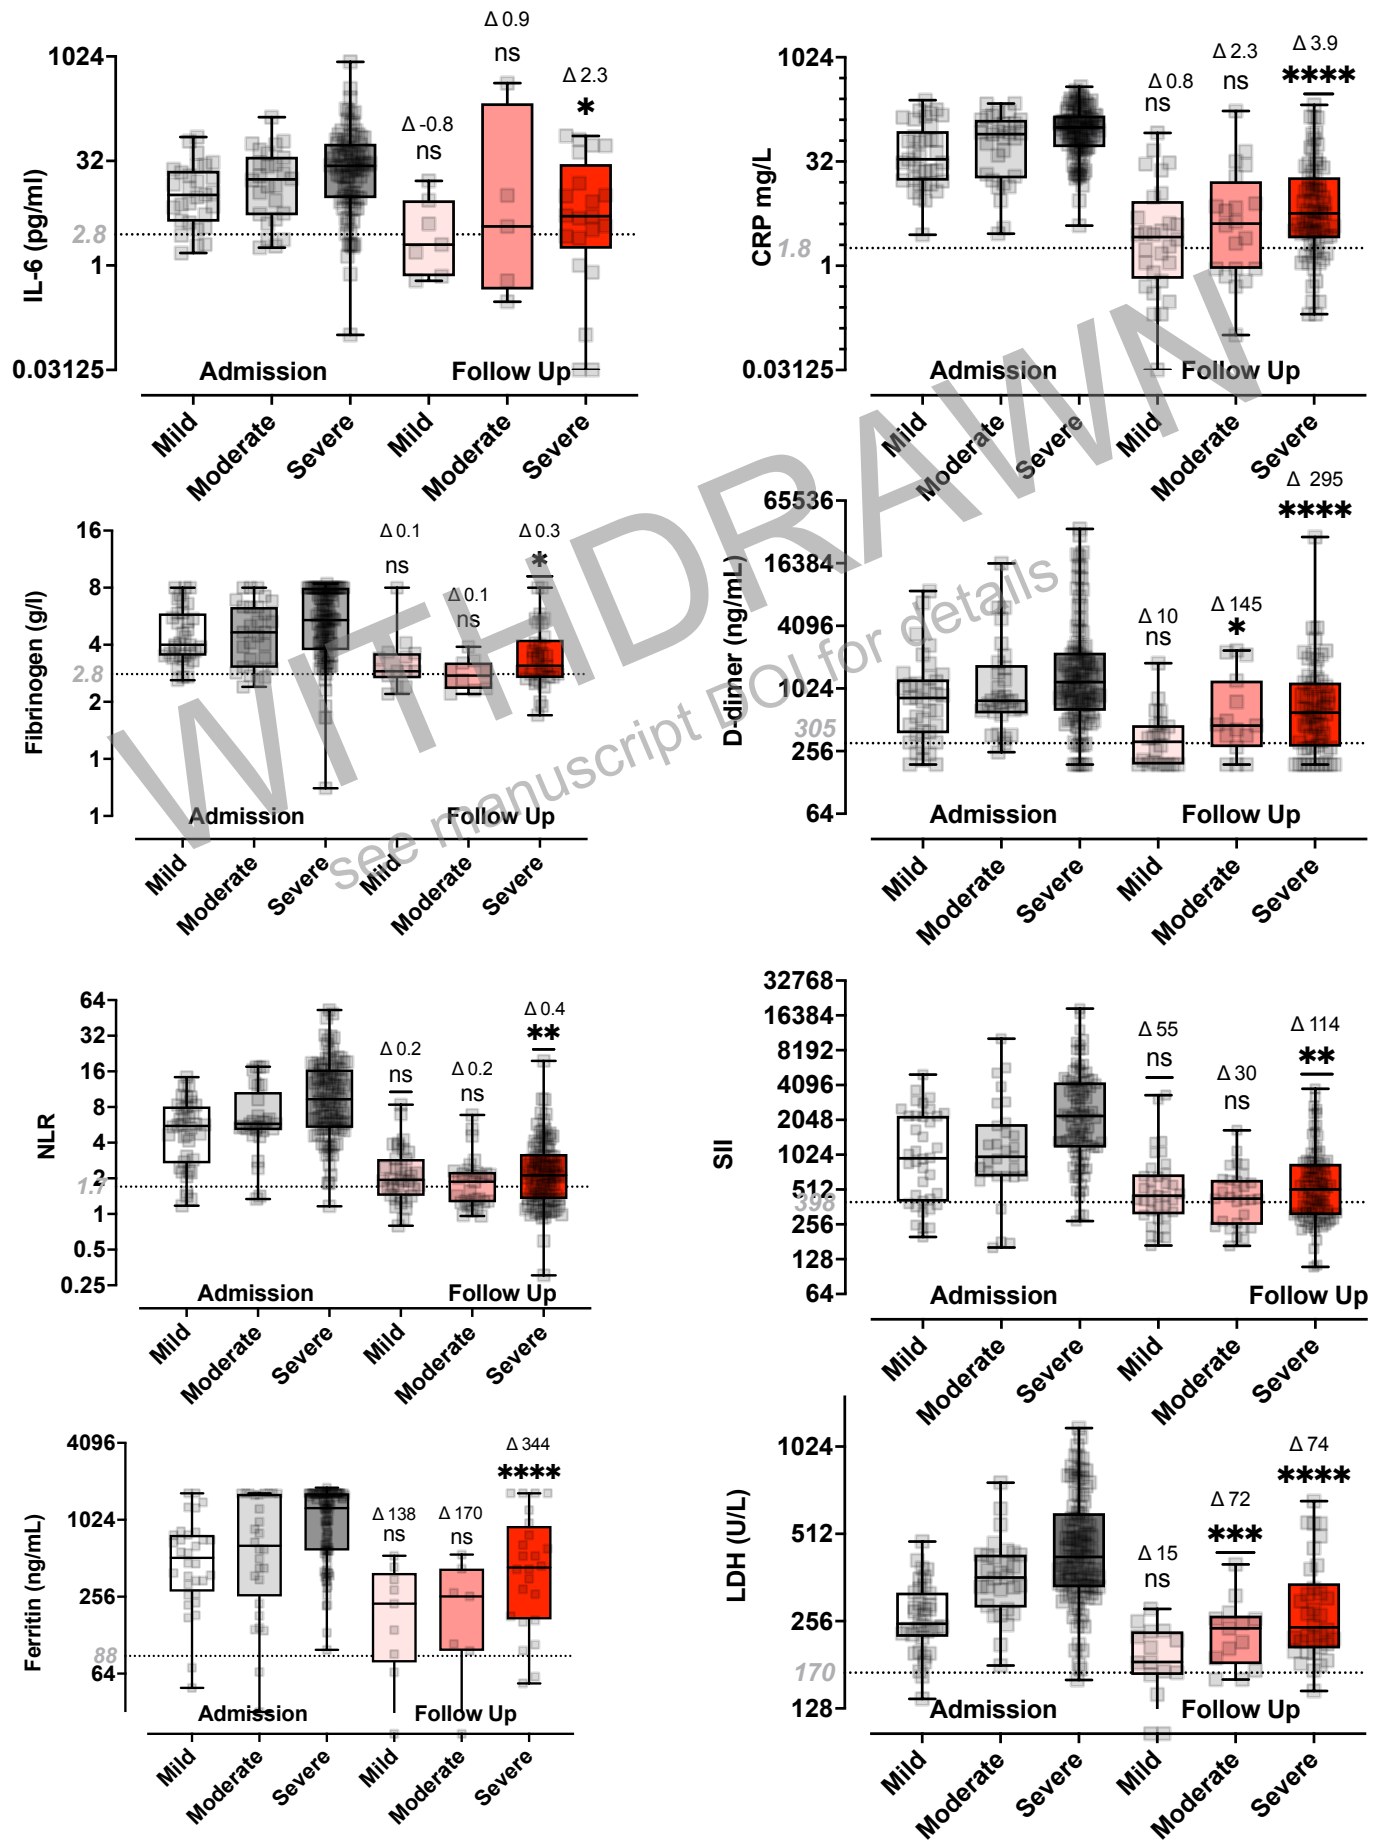 Δ 0.9
ns
Δ 2.3
*
Δ -0.8
ns
1024
32
2.8
1
0.03125
IL-6 (pg/ml)
Admission
Follow Up
Mild
Moderate
Severe
Mild
Moderate
Severe
Δ 3.9
****
Δ 2.3
ns
Δ 0.8
ns
1024
32
1.8
1
0.03125
CRP mg/L
Admission
Follow Up
Mild
Moderate
Severe
Mild
Moderate
Severe
WITHDRAWN
see manuscript DOI for details
Δ 0.1
ns
Δ 0.1
ns
Δ 0.3
*
16
8
4
2.8
2
1
1
Fibrinogen (g/l)
Admission
Follow Up
Mild
Moderate
Severe
Mild
Moderate
Severe
Δ 295
****
Δ 145
*
Δ 10
ns
65536
16384
4096
1024
305
256
64
D-dimer (ng/mL)
Admission
Follow Up
Mild
Moderate
Severe
Mild
Moderate
Severe
Δ 0.4
**
Δ 0.2
ns
Δ 0.2
ns
64
32
16
8
4
2
1.7
1
0.5
0.25
NLR
Admission
Follow Up
Mild
Moderate
Severe
Mild
Moderate
Severe
Δ 55
ns
Δ 30
ns
Δ 114
**
32768
16384
8192
4096
2048
1024
512
398
256
128
64
SII
Admission
Follow Up
Mild
Moderate
Severe
Mild
Moderate
Severe
Δ 344
****
Δ 138
ns
Δ 170
ns
4096
1024
256
88
64
Ferritin (ng/mL)
Admission
Follow Up
Mild
Moderate
Severe
Mild
Moderate
Severe
Δ 74
****
Δ 72
***
Δ 15
ns
1024
512
256
170
128
LDH (U/L)
Admission
Follow Up
Mild
Moderate
Severe
Mild
Moderate
Severe